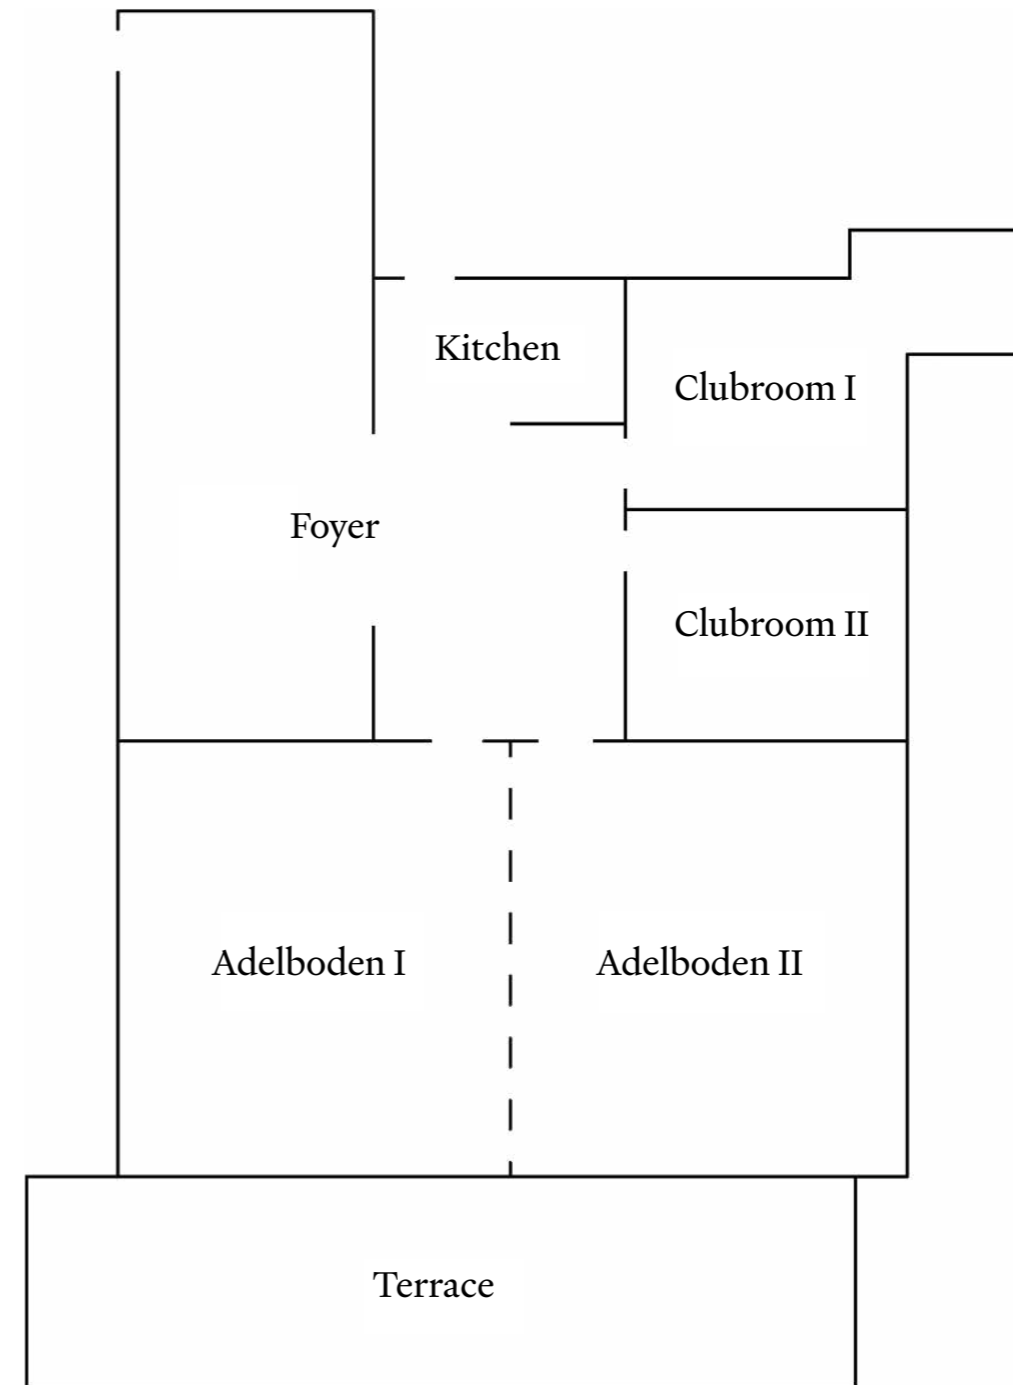 Kitchen
Clubroom I
Foyer
Clubroom II
Adelboden I
Adelboden II
Terrace